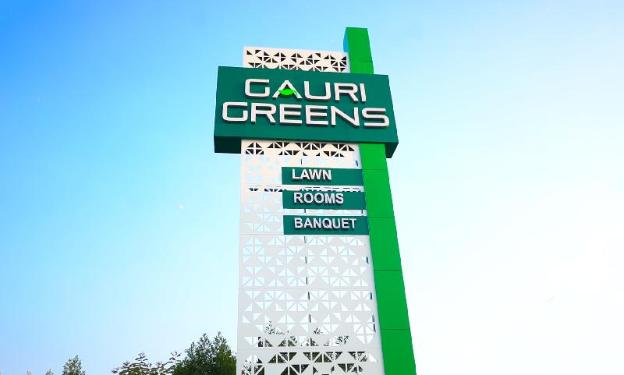 GAURI
GREENS
LAWN
ROOMS
BANQUET